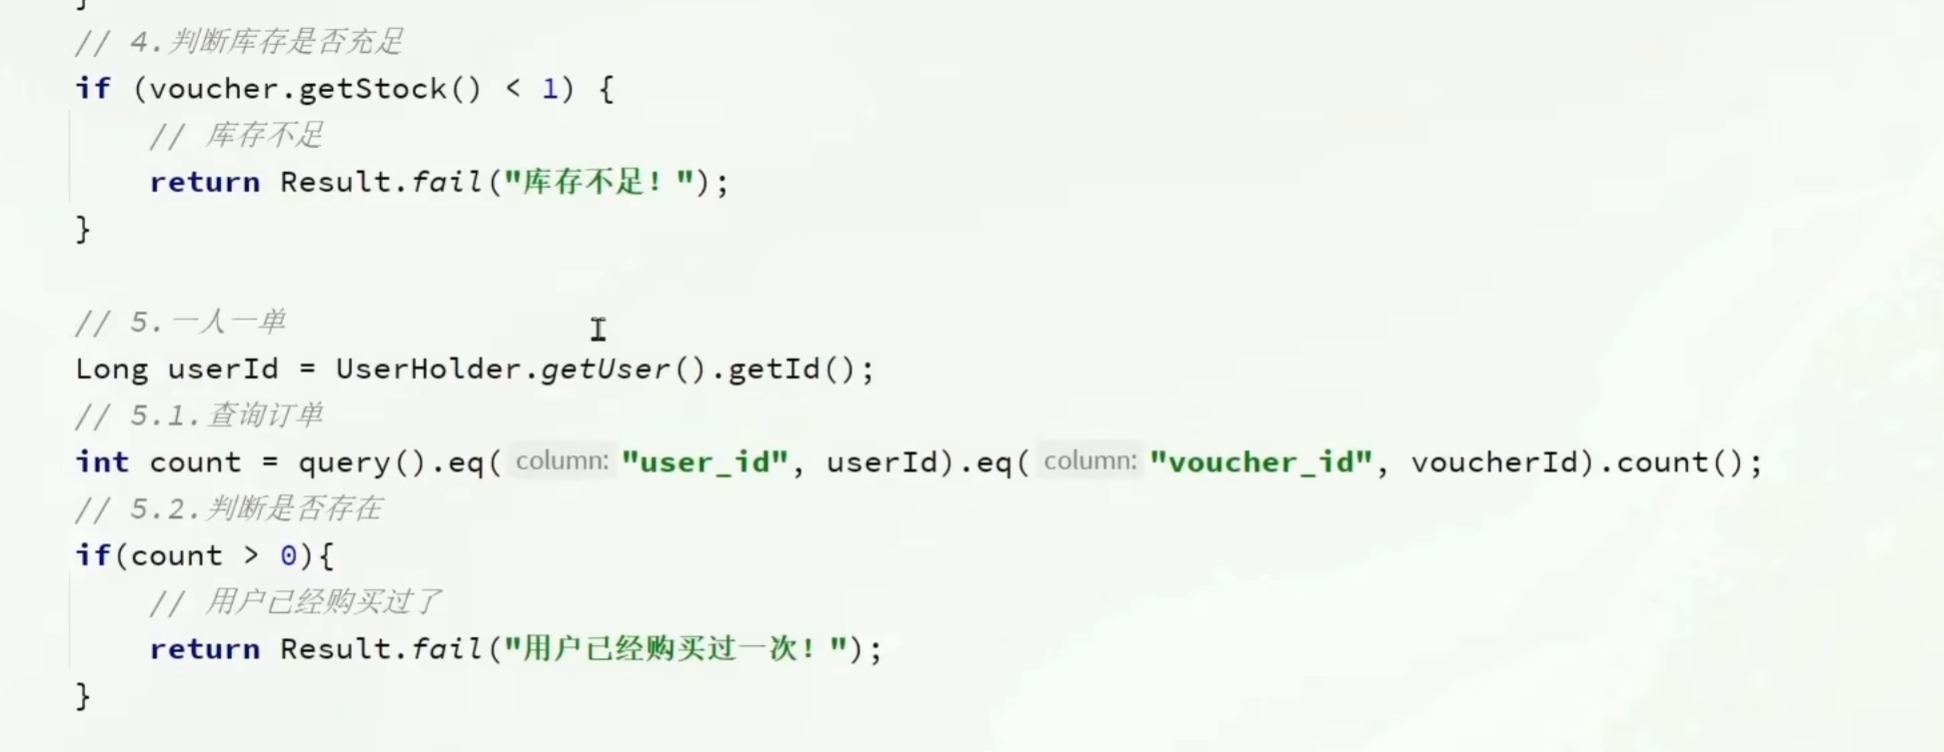 }
// 4.判断库存是否充足
if (voucher.getStock() < 1) {
// 库存不足
return Result.fail("库存不足！");
}
// 5.一人一单
Long userId = UserHolder.getUser().getId();
// 5.1.查询订单
int count = query().eq( column: "user_id", userId).eq( column: "voucher_id", voucherId).count();
// 5.2.判断是否存在
if(count > 0){
// 用户已经购买过了
return Result.fail("用户已经购买过一次！");
}